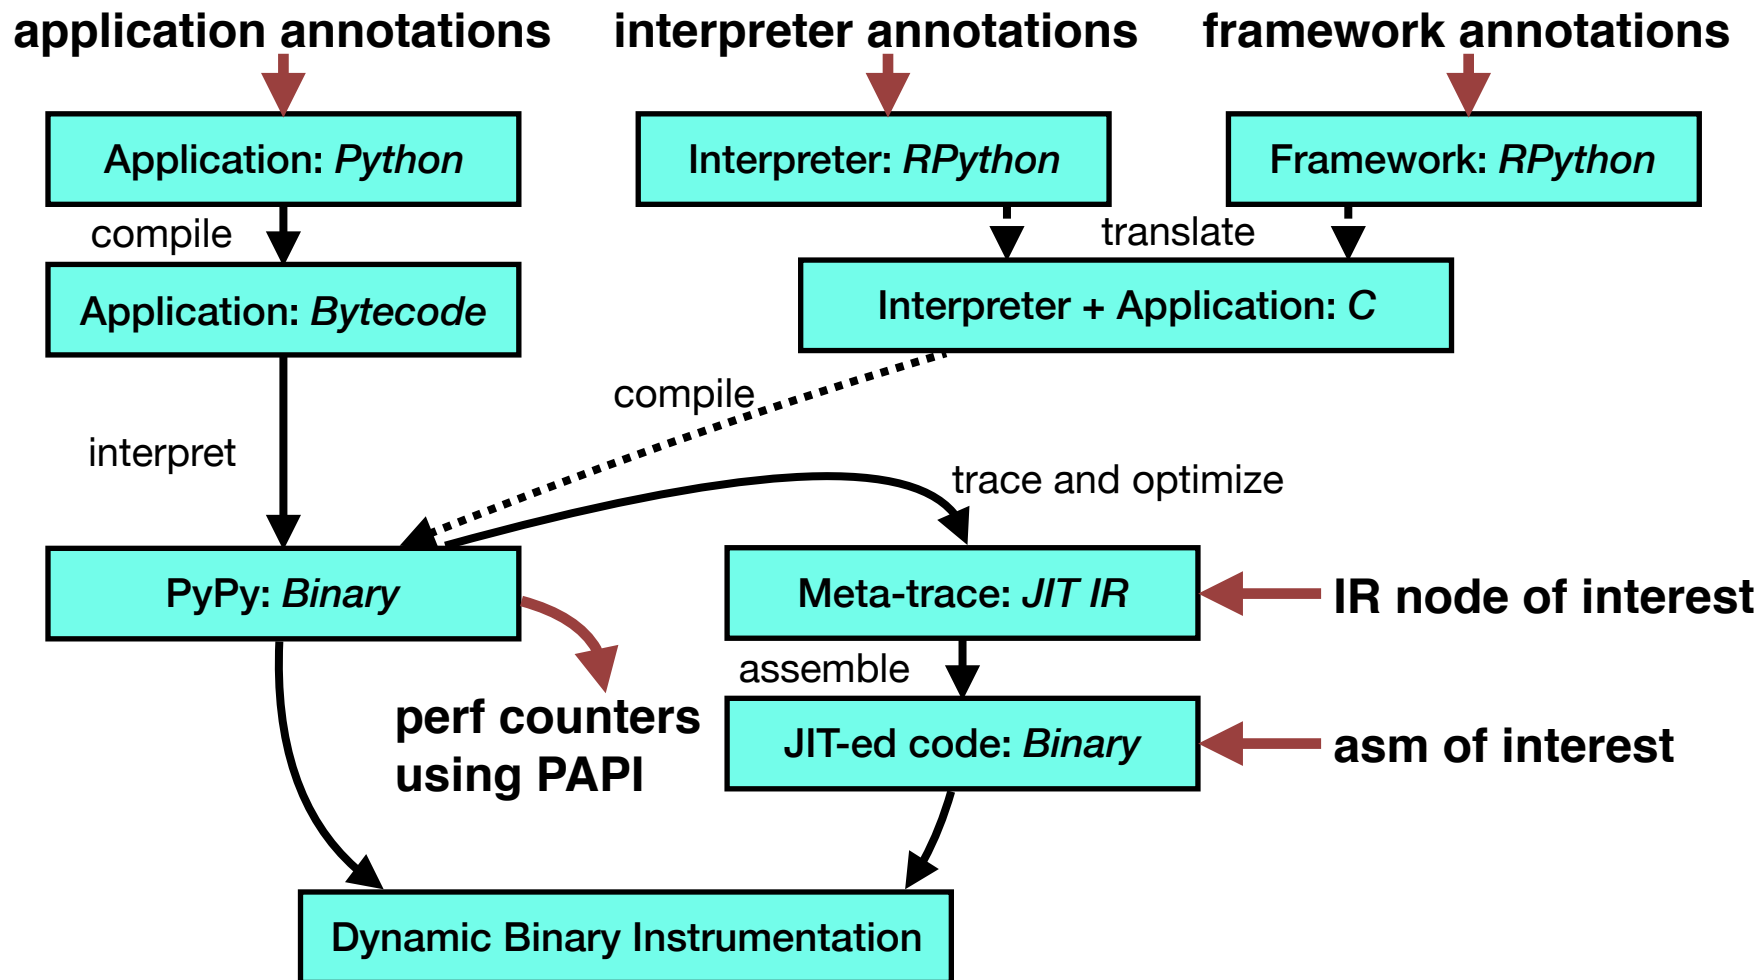 application annotations
interpreter annotations
framework annotations
Application: Python
Interpreter: RPython
Framework: RPython
compile
translate
Application: Bytecode
Interpreter + Application: C
compile
interpret
trace and optimize
PyPy: Binary
Meta-trace: JIT IR
IR node of interest
assemble
perf counters
using PAPI
JIT-ed code: Binary
asm of interest
Dynamic Binary Instrumentation